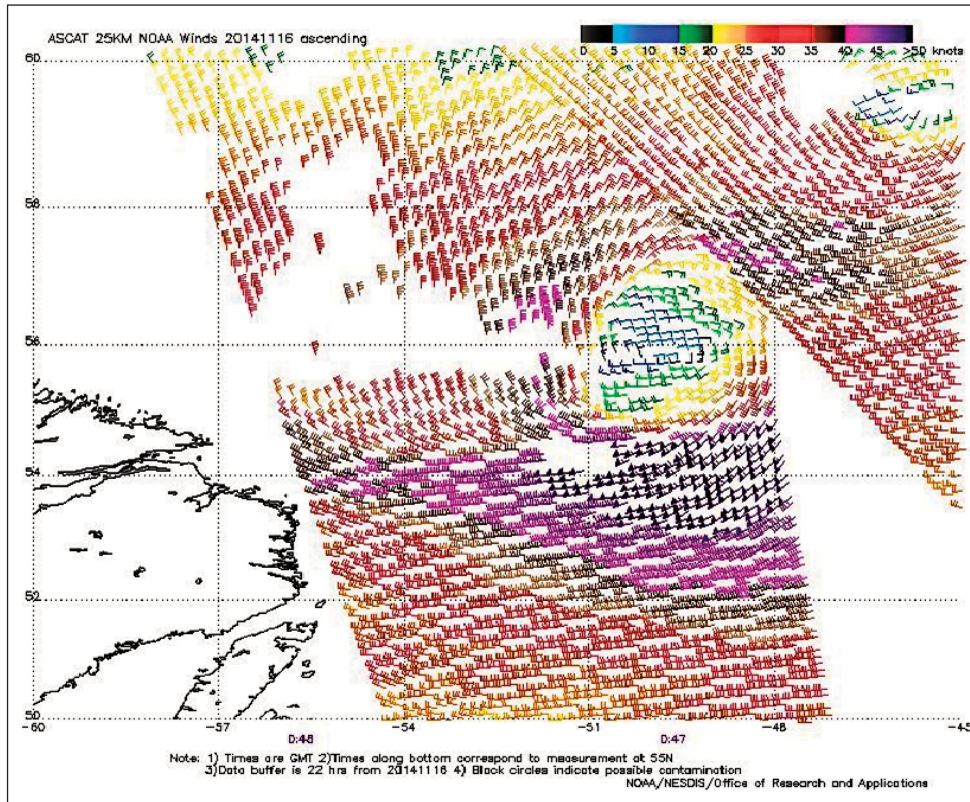 ASCAT 25KM NOAA Winds 20141116 ascending
0 5 10 15 20 25 30 35 40 45 >50 knots
60
58
56
54
52
50
-60 -57 -54 -51 -48 -45
0:48 0:47
Note: 1) Times are GMT 2)Times along bottom correspond to measurement at 55N
3)Data buffer is 22 hrs from 20141116 4) Black circles indicate possible contamination
NOAA/NESDIS/Office of Research and Applications